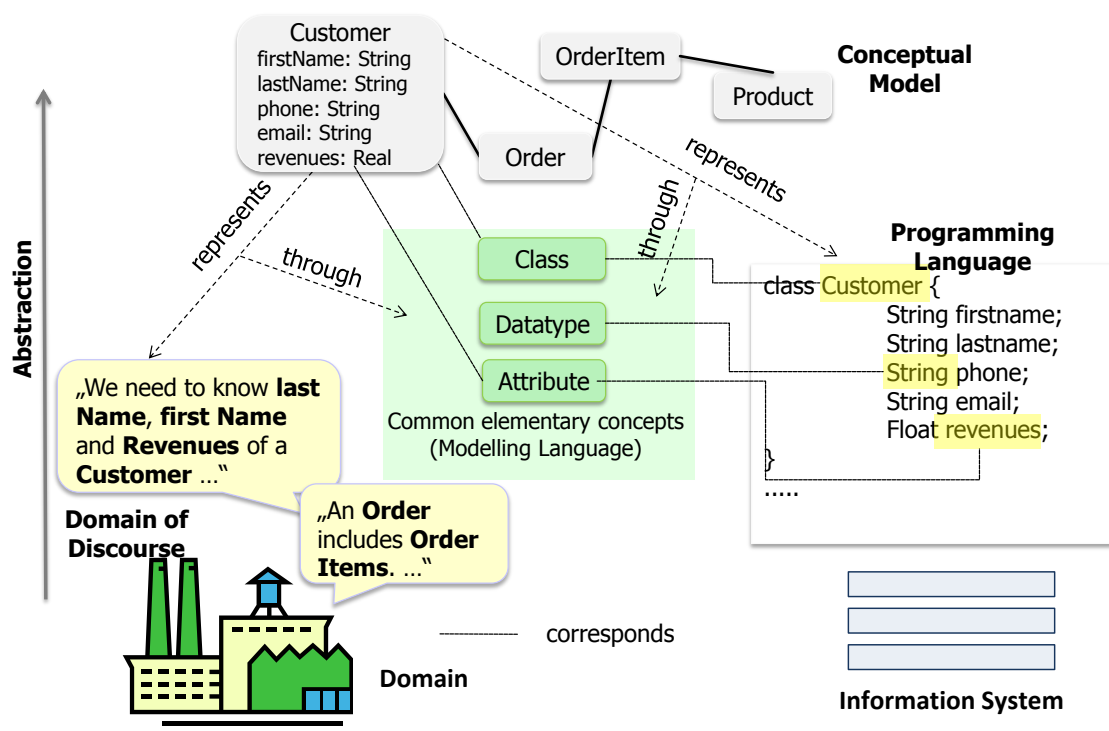 Customer
firstName: String
lastName: String
phone: String
email: String
revenues: Real
OrderItem
Product
Order
Conceptual
Model
Abstraction
represents
through
represents
through
Class
Datatype
Attribute
Common elementary concepts
(Modelling Language)
Programming
Language
class Customer {
String firstname;
String lastname;
String phone;
String email;
Float revenues;
}
.....
„We need to know last
Name, first Name
and Revenues of a
Customer …“
„An Order
includes Order
Items. …“
Domain of
Discourse
corresponds
Domain
Information System